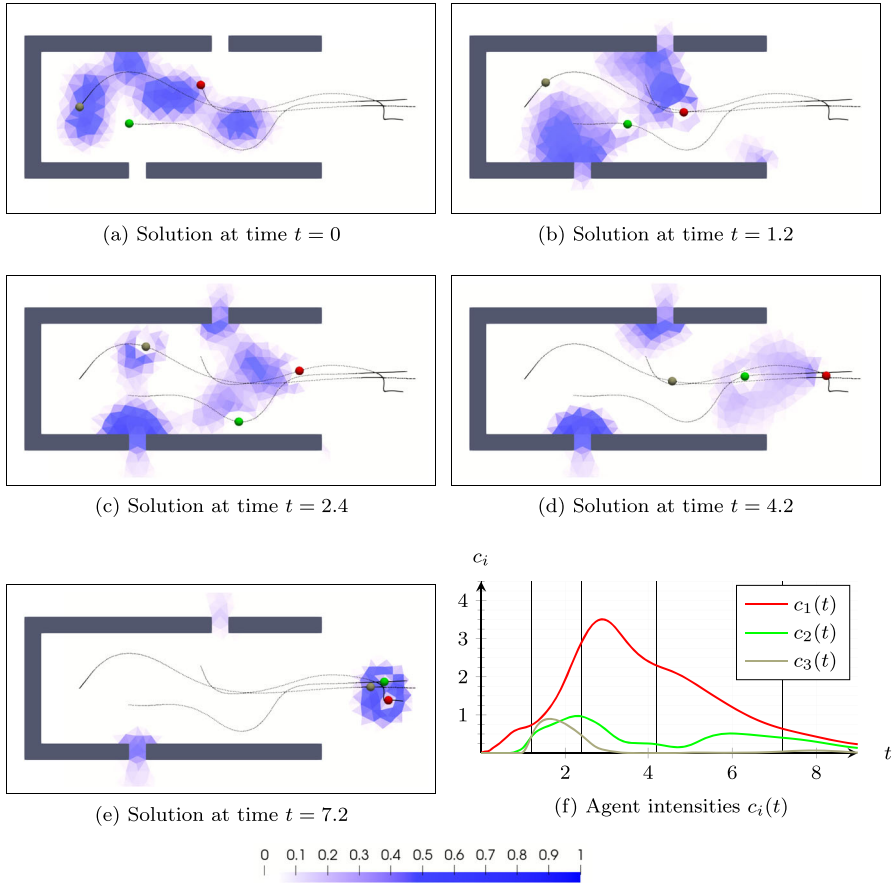 (a) Solution at time t = 0
(b) Solution at time t = 1.2
(c) Solution at time t = 2.4
(d) Solution at time t = 4.2
(e) Solution at time t = 7.2
c_i
4
3
2
1
2
4
6
8
t
c_1(t)
c_2(t)
c_3(t)
(f) Agent intensities c_i(t)
0 0.1 0.2 0.3 0.4 0.5 0.6 0.7 0.8 0.9 1